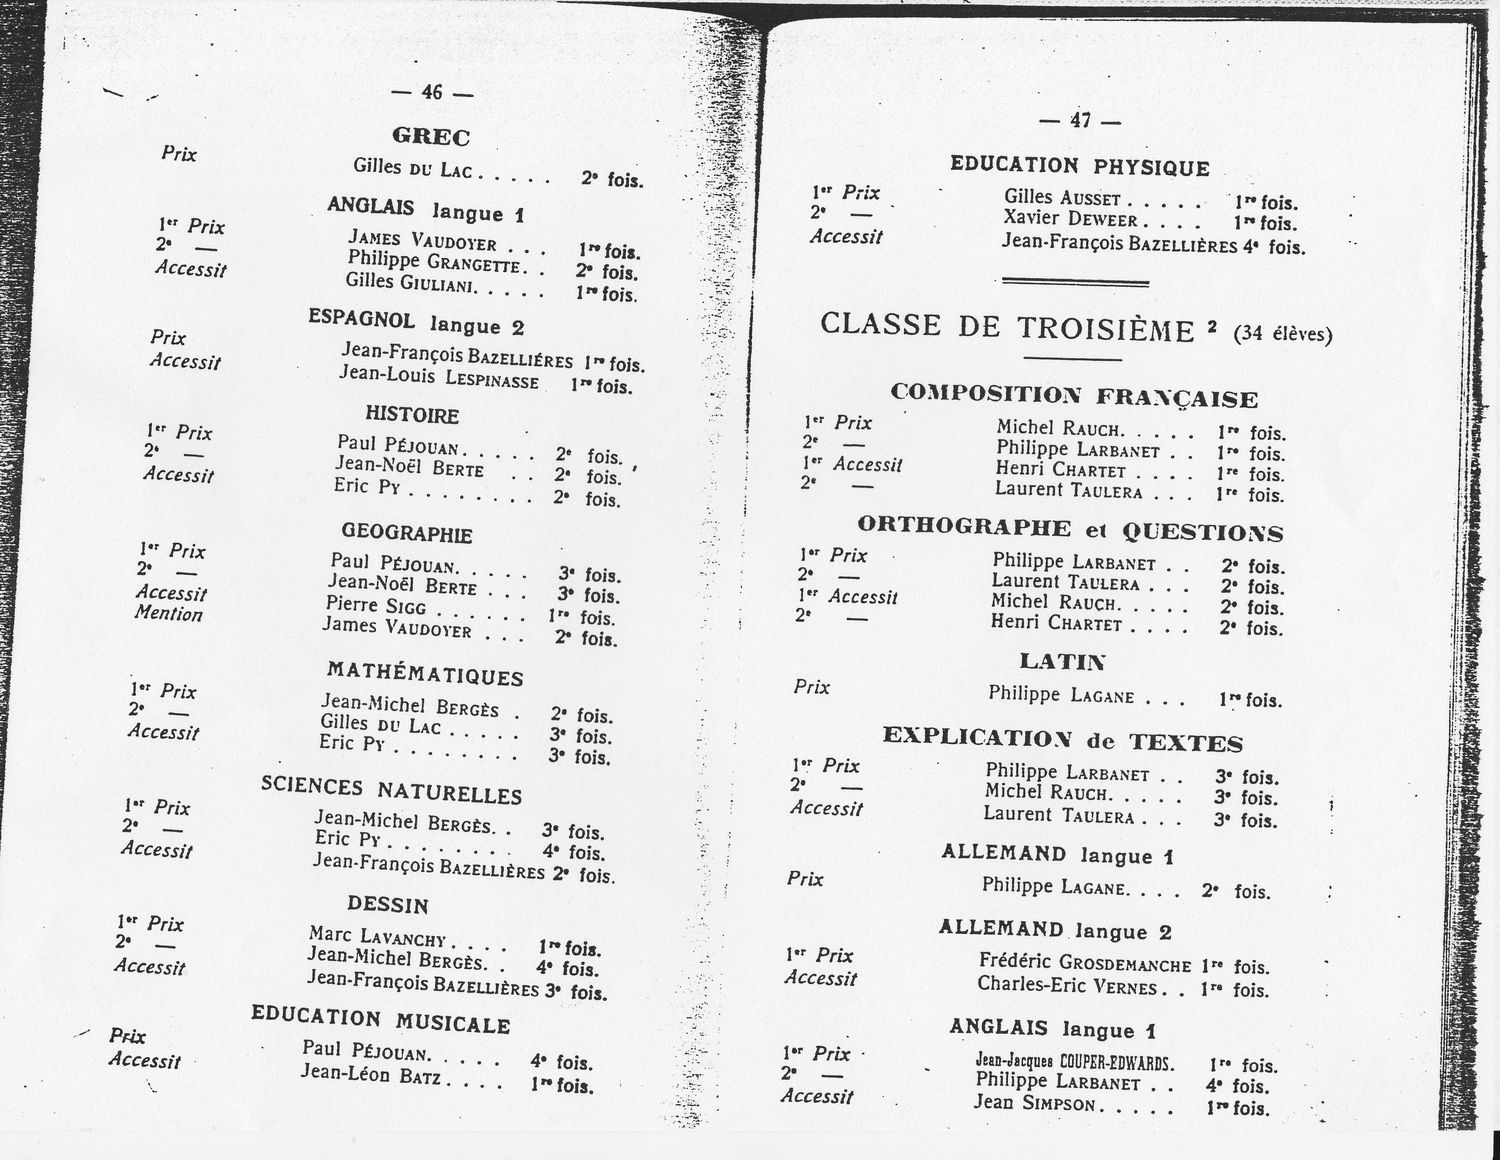 — 46 —
GREC
Prix Gilles DU LAC . . . . . 2e fois.
ANGLAIS langue 1
1er Prix JAMES VAUDOYER . . . 1re fois.
2e — Philippe GRANGETTE . . 2e fois.
Accessit Gilles GIULIANI . . . . . 1re fois.
ESPAGNOL langue 2
Prix Jean-François BAZELLIÉRES 1re fois.
Accessit Jean-Louis LESPINASSE 1re fois.
HISTOIRE
1er Prix Paul PÉJOUAN . . . . . 2e fois.
2e — Jean-Noël BERTE . . 2e fois.
Accessit Eric PY . . . . . . . . 2e fois.
GEOGRAPHIE
1er Prix Paul PÉJOUAN . . . . . 3e fois.
2e — Jean-Noël BERTE . . . 3e fois.
Accessit Pierre SIGG . . . . . . 1re fois.
Mention James VAUDOYER . . . 2e fois.
MATHÉMATIQUES
1er Prix Jean-Michel BERGÈS . 2e fois.
2e — Gilles DU LAC . . . . . 3e fois.
Accessit Eric PY . . . . . . . 3e fois.
SCIENCES NATURELLES
1er Prix Jean-Michel BERGÈS . . 3e fois.
2e — Eric PY . . . . . . . . 4e fois.
Accessit Jean-François BAZELLIÈRES 2e fois.
DESSIN
1er Prix Marc LAVANCHY . . . . 1re fois.
2e — Jean-Michel BERGÈS . . 4e fois.
Accessit Jean-François BAZELLIÈRES 3e fois.
EDUCATION MUSICALE
Prix Paul PÉJOUAN . . . . . 4e fois.
Accessit Jean-Léon BATZ . . . . 1re fois.
— 47 —
EDUCATION PHYSIQUE
1er Prix Gilles AUSSET . . . . . 1re fois.
2e — Xavier DEWEER . . . . 1re fois.
Accessit Jean-François BAZELLIÈRES 4e fois.
CLASSE DE TROISIÈME 2 (34 élèves)
COMPOSITION FRANÇAISE
1er Prix Michel RAUCH . . . . . 1re fois.
2e — Philippe LARBANET . . 1re fois.
1er Accessit Henri CHARTET . . . . 1re fois.
2e — Laurent TAULERA . . . 1re fois.
ORTHOGRAPHE et QUESTIONS
1er Prix Philippe LARBANET . . 2e fois.
2e — Laurent TAULERA . . . 2e fois.
1er Accessit Michel RAUCH . . . . . 2e fois.
2e — Henri CHARTET . . . . 2e fois.
LATIN
Prix Philippe LAGANE . . . 1re fois.
EXPLICATION de TEXTES
1er Prix Philippe LARBANET . . 3e fois.
2e — Michel RAUCH . . . . . 3e fois.
Accessit Laurent TAULERA . . . 3e fois.
ALLEMAND langue 1
Prix Philippe LAGANE . . . . 2e fois.
ALLEMAND langue 2
1er Prix Frédéric GROSDEMANCHE 1re fois.
Accessit Charles-Eric VERNES . . 1re fois.
ANGLAIS langue 1
1er Prix Jean-Jacques COUPER-EDWARDS. 1re fois.
2e — Philippe LARBANET . . 4e fois.
Accessit Jean SIMPSON . . . . . 1re fois.